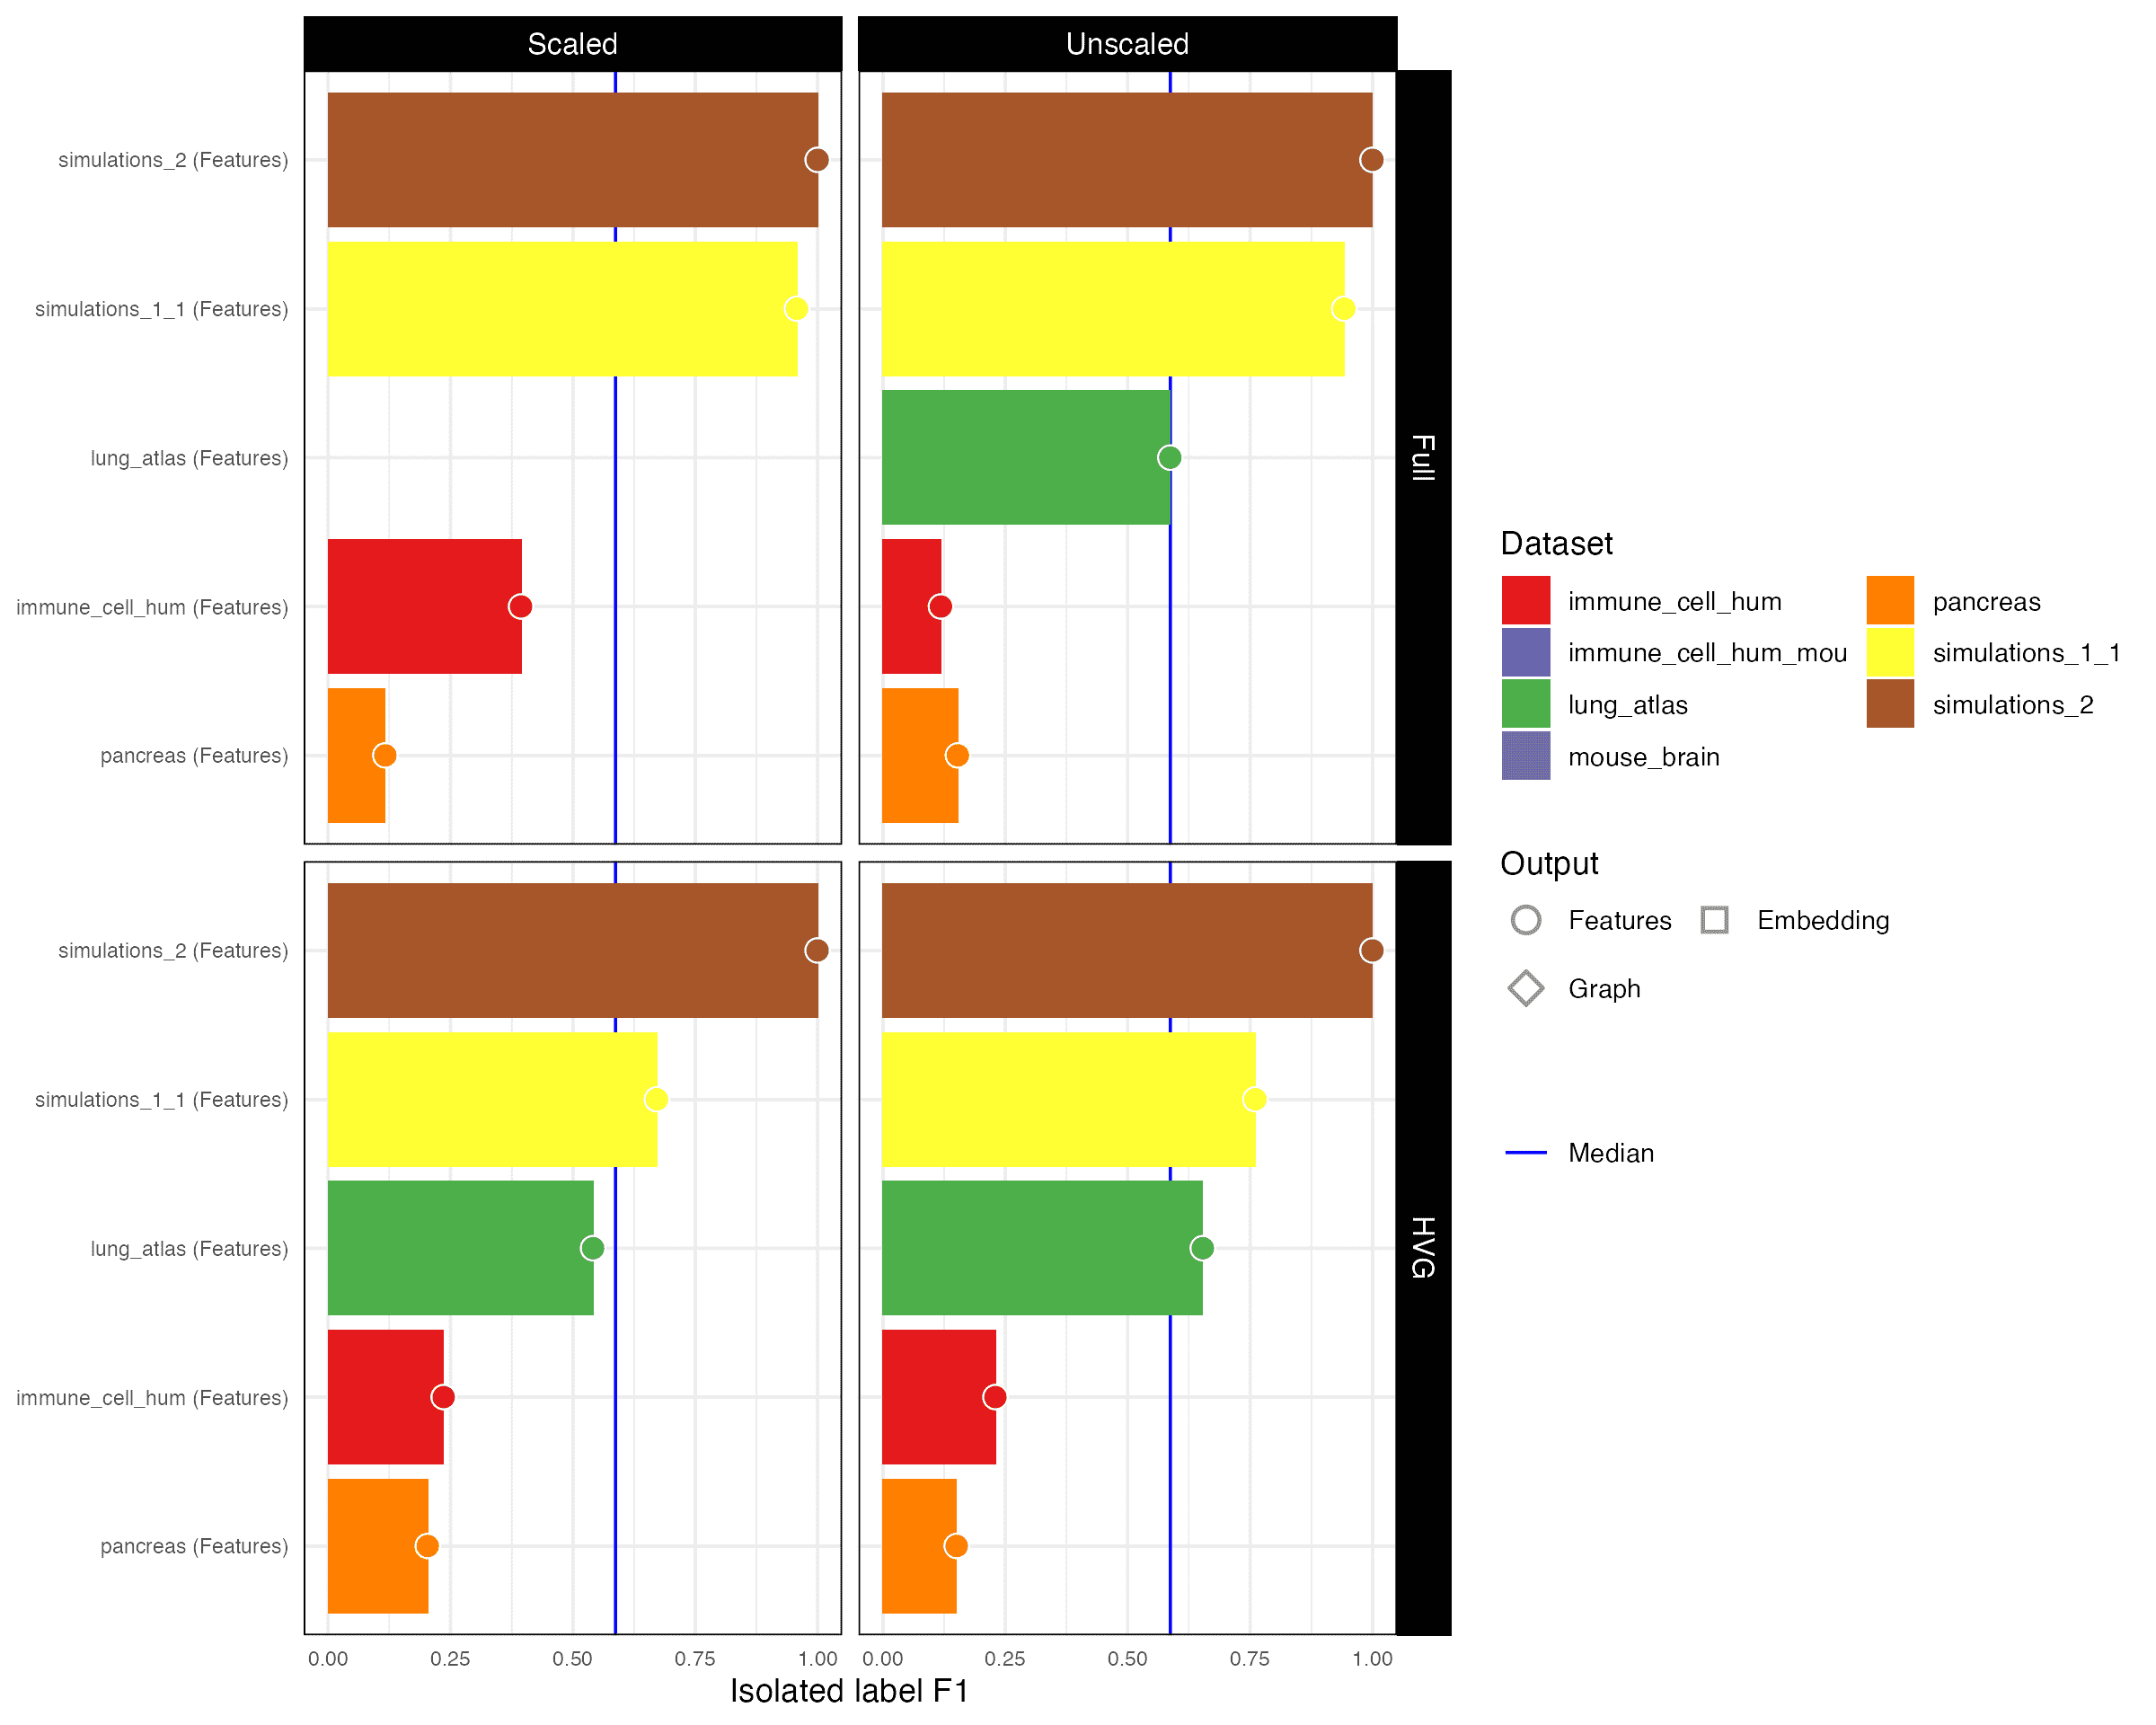 Scaled
Unscaled
simulations_2 (Features)
simulations_1_1 (Features)
lung_atlas (Features)
immune_cell_hum (Features)
pancreas (Features)
Full
simulations_2 (Features)
simulations_1_1 (Features)
lung_atlas (Features)
immune_cell_hum (Features)
pancreas (Features)
HVG
0.00 0.25 0.50 0.75 1.00
0.00 0.25 0.50 0.75 1.00
Isolated label F1
Dataset
immune_cell_hum
immune_cell_hum_mou
lung_atlas
mouse_brain
pancreas
simulations_1_1
simulations_2
Output
Features
Embedding
Graph
Median